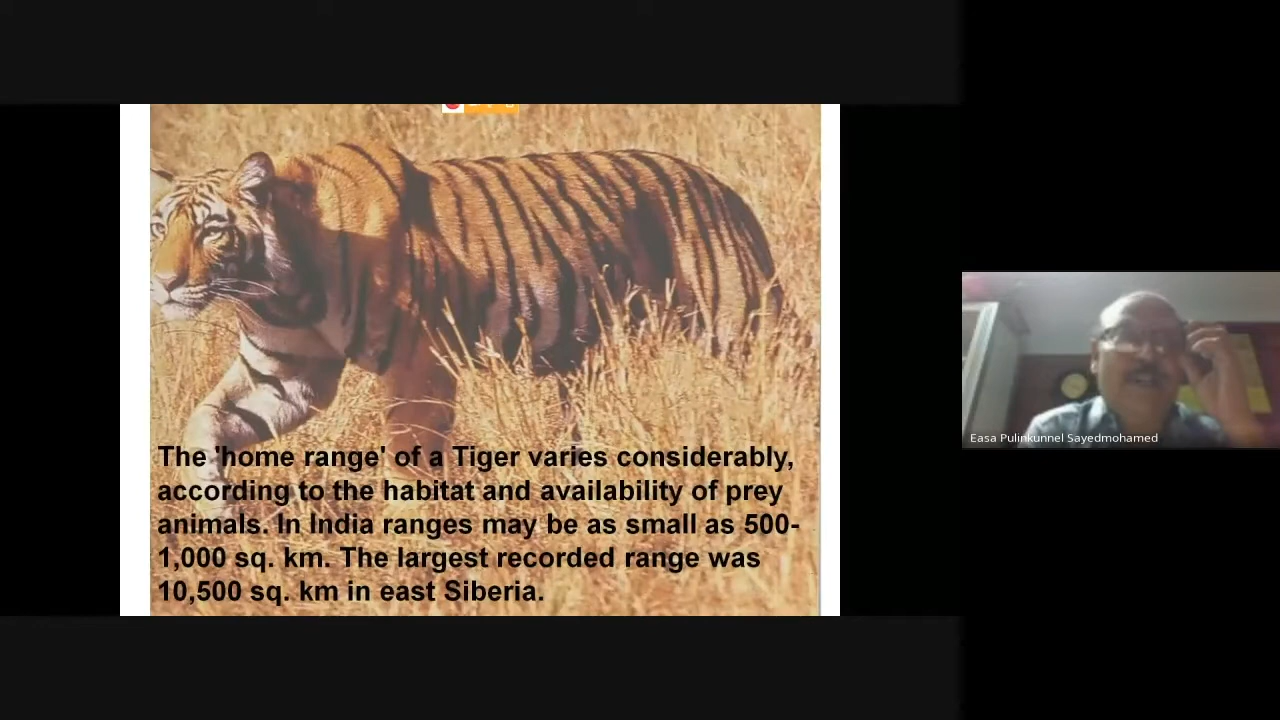 The 'home range' of a Tiger varies considerably,
according to the habitat and availability of prey
animals. In India ranges may be as small as 500-
1,000 sq. km. The largest recorded range was
10,500 sq. km in east Siberia.
Easa Pulinkunnel Sayedmohamed